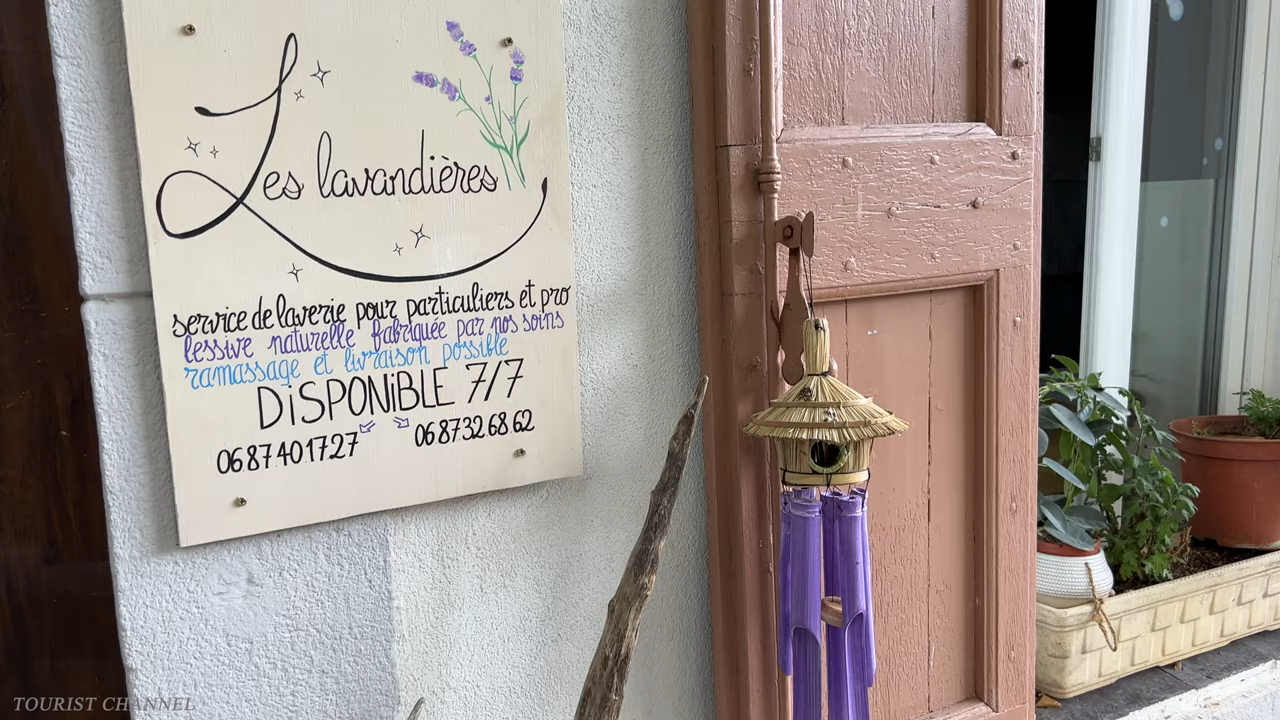 Les lavandières
service de laverie pour particuliers et pro
lessive naturelle fabriquée par nos soins
ramassage et livraison possible
DiSPONiBLE 7/7
06 87 40 17 27 06 87 32 68 62
TOURIST CHANNEL